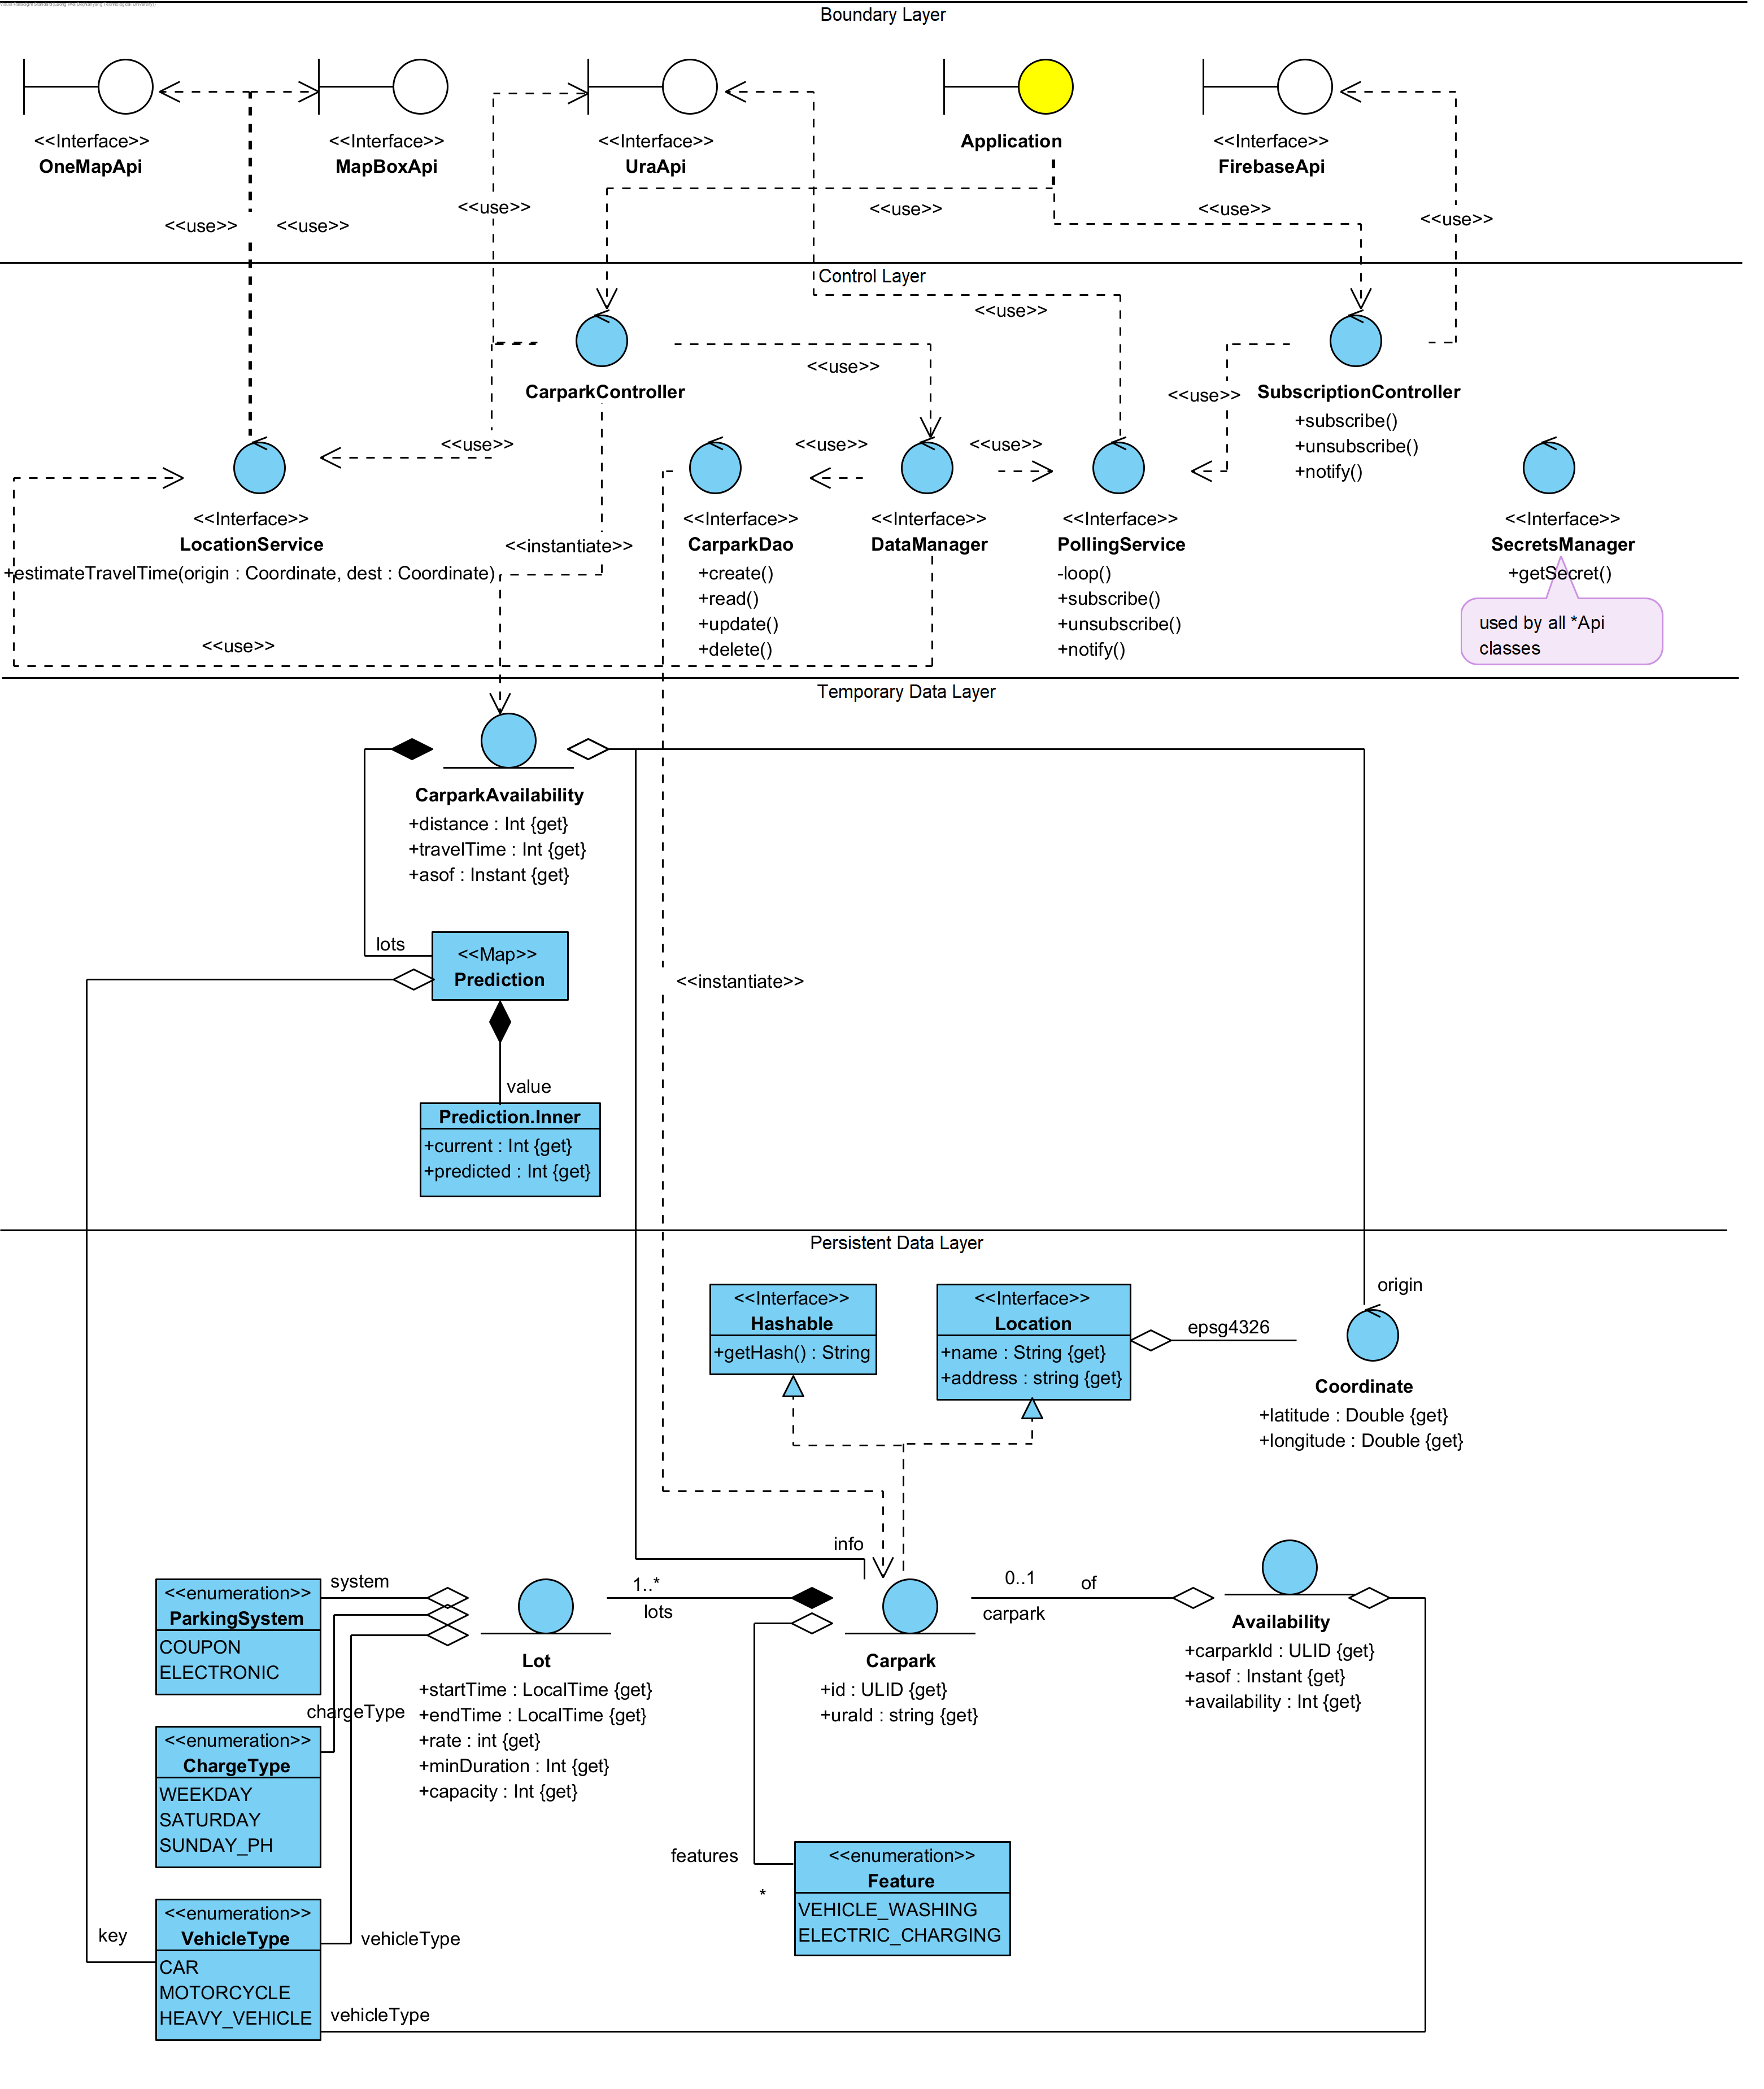 Boundary Layer
<<Interface>>
OneMapApi
<<Interface>>
MapBoxApi
<<Interface>>
UraApi
Application
<<Interface>>
FirebaseApi
<<use>>
<<use>>
<<use>>
<<use>>
<<use>>
<<use>>
Control Layer
<<use>>
<<use>>
CarparkController
<<use>>
SubscriptionController
+subscribe()
+unsubscribe()
+notify()
<<use>>
<<use>>
<<use>>
<<Interface>>
LocationService
+estimateTravelTime(origin : Coordinate, dest : Coordinate)
<<instantiate>>
<<Interface>>
CarparkDao
+create()
+read()
+update()
+delete()
<<Interface>>
DataManager
<<Interface>>
PollingService
-loop()
+subscribe()
+unsubscribe()
+notify()
<<Interface>>
SecretsManager
+getSecret()
used by all *Api
classes
<<use>>
Temporary Data Layer
CarparkAvailability
+distance : Int {get}
+travelTime : Int {get}
+asof : Instant {get}
lots
<<Map>>
Prediction
<<instantiate>>
value
Prediction.Inner
+current : Int {get}
+predicted : Int {get}
Persistent Data Layer
<<Interface>>
Hashable
+getHash() : String
<<Interface>>
Location
+name : String {get}
+address : string {get}
epsg4326
origin
Coordinate
+latitude : Double {get}
+longitude : Double {get}
info
<<enumeration>>
ParkingSystem
COUPON
ELECTRONIC
system
1..*
lots
0..1
of
carpark
Lot
+startTime : LocalTime {get}
+endTime : LocalTime {get}
+rate : int {get}
+minDuration : Int {get}
+capacity : Int {get}
Carpark
+id : ULID {get}
+uraId : string {get}
Availability
+carparkId : ULID {get}
+asof : Instant {get}
+availability : Int {get}
chargeType
<<enumeration>>
ChargeType
WEEKDAY
SATURDAY
SUNDAY_PH
features
*
<<enumeration>>
Feature
VEHICLE_WASHING
ELECTRIC_CHARGING
key
<<enumeration>>
VehicleType
CAR
MOTORCYCLE
HEAVY_VEHICLE
vehicleType
vehicleType